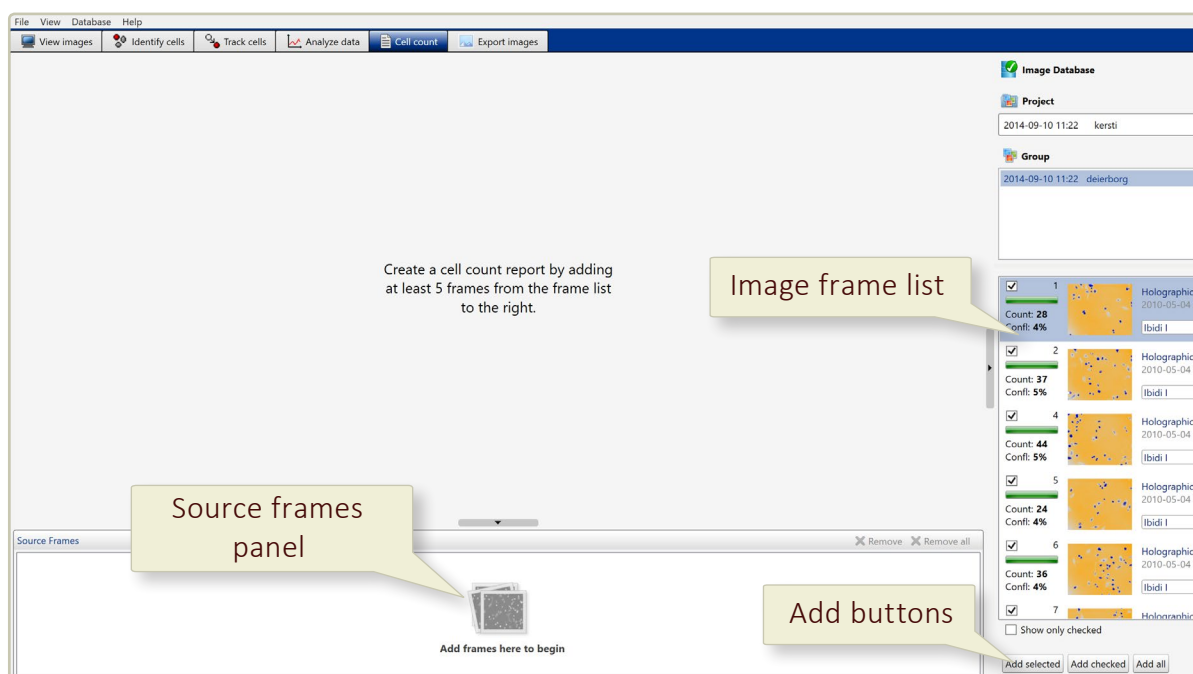 File View Database Help
View images Identify cells Track cells Analyze data Cell count Export images
Image Database
Project
2014-09-10 11:22 kersti
Group
2014-09-10 11:22 deierborg
Create a cell count report by adding
at least 5 frames from the frame list
to the right.
Image frame list
1
Holographic
2010-05-04
Count: 28
Confl: 4%
Ibidi I
2
Holographic
2010-05-04
Count: 37
Confl: 5%
Ibidi I
4
Holographic
2010-05-04
Count: 44
Confl: 5%
Ibidi I
5
Holographic
2010-05-04
Count: 24
Confl: 4%
Ibidi I
6
Holographic
2010-05-04
Count: 36
Confl: 4%
Ibidi I
7
Holographic
Show only checked
Add selected Add checked Add all
Source frames
panel
Source Frames
Remove Remove all
Add frames here to begin
Add buttons